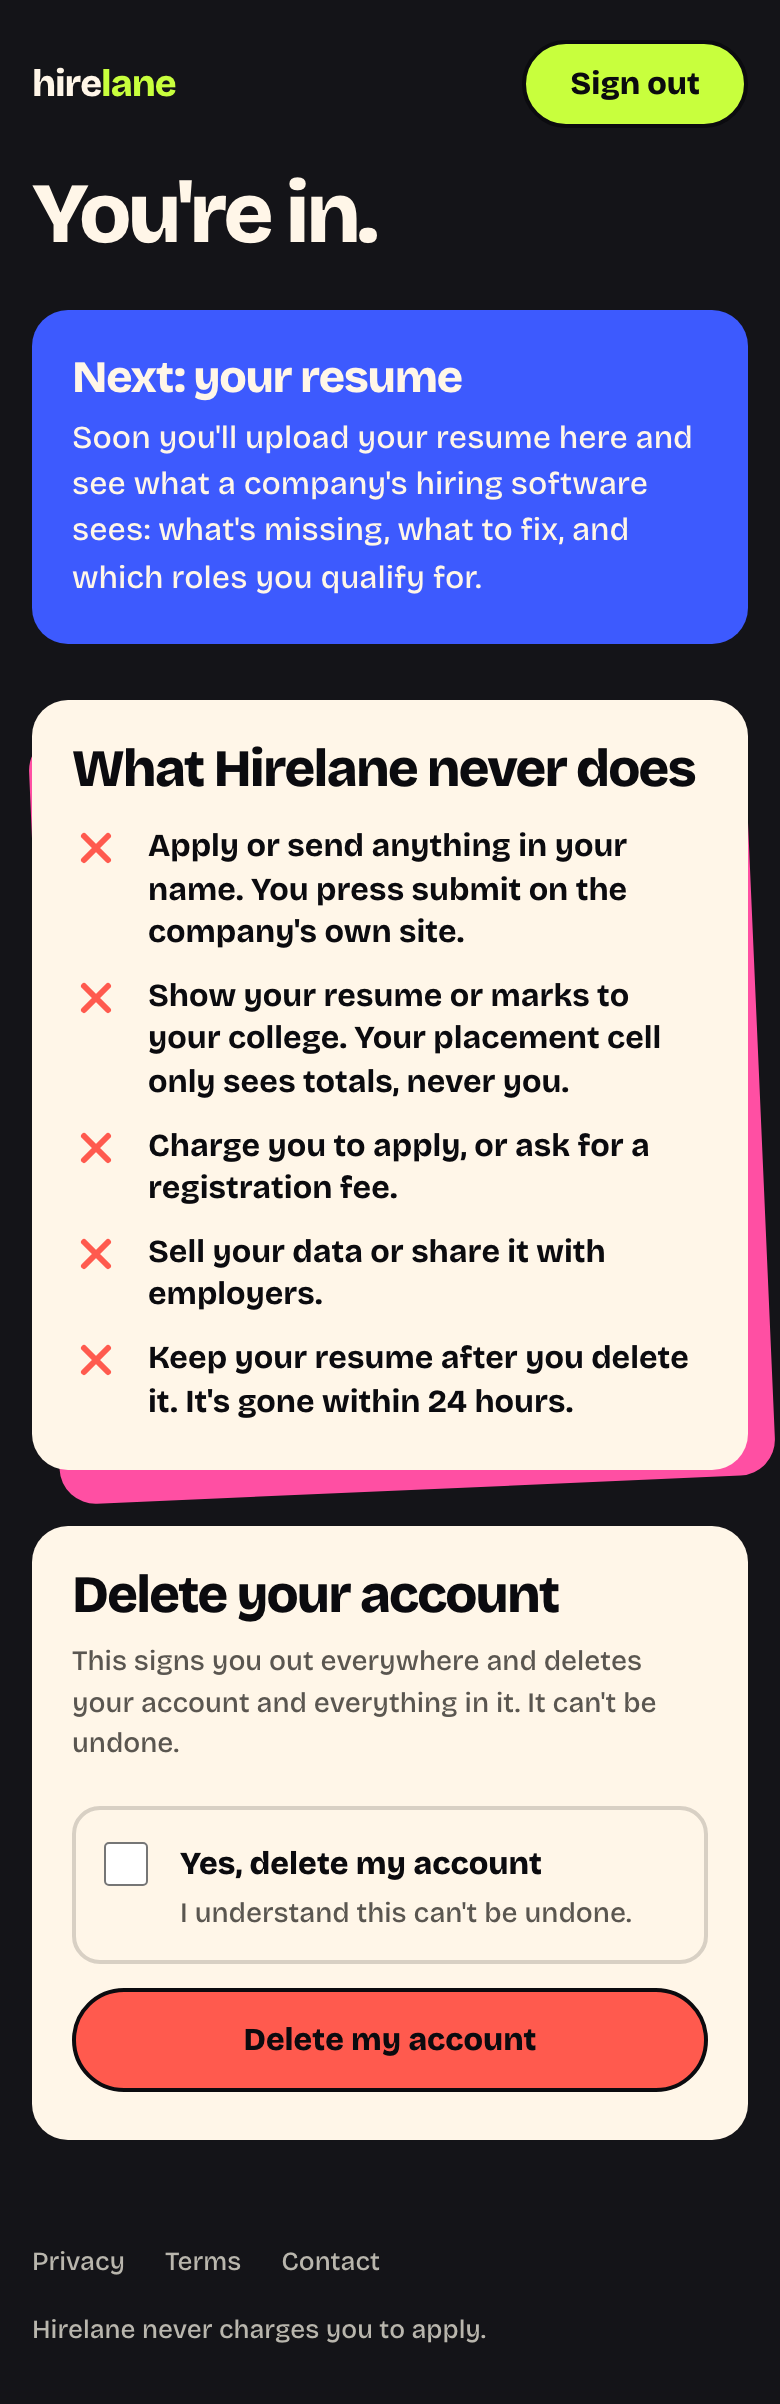 hirelane
Sign out
You're in.
Next: your resume
Soon you'll upload your resume here and
see what a company's hiring software
sees: what's missing, what to fix, and
which roles you qualify for.
What Hirelane never does
Apply or send anything in your
name. You press submit on the
company's own site.
Show your resume or marks to
your college. Your placement cell
only sees totals, never you.
Charge you to apply, or ask for a
registration fee.
Sell your data or share it with
employers.
Keep your resume after you delete
it. It's gone within 24 hours.
Delete your account
This signs you out everywhere and deletes
your account and everything in it. It can't be
undone.
Yes, delete my account
I understand this can't be undone.
Delete my account
Privacy Terms Contact
Hirelane never charges you to apply.